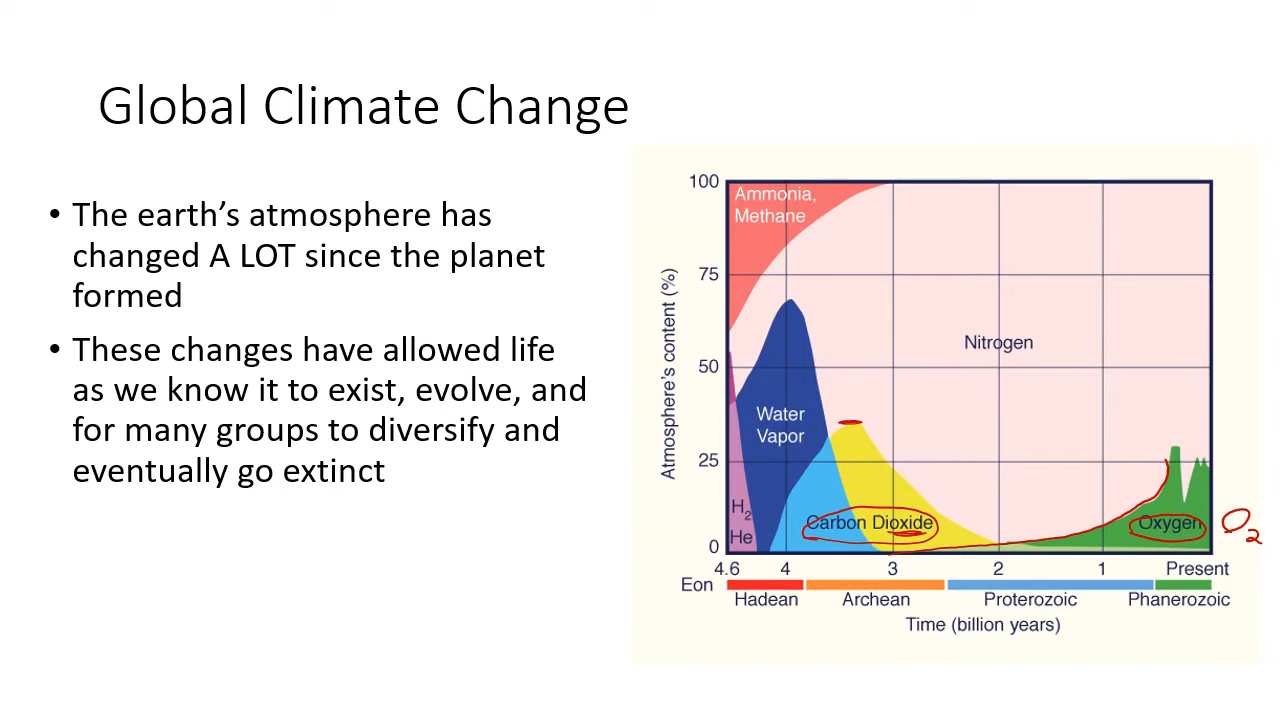 Global Climate Change
• The earth’s atmosphere has
changed A LOT since the planet
formed
• These changes have allowed life
as we know it to exist, evolve, and
for many groups to diversify and
eventually go extinct
Atmosphere’s content (%)
100
75
50
25
0
Ammonia,
Methane
Nitrogen
Water
Vapor
H2
He
Carbon Dioxide
Oxygen
O2
4.6 4 3 2 1 Present
Eon
Hadean Archean Proterozoic Phanerozoic
Time (billion years)